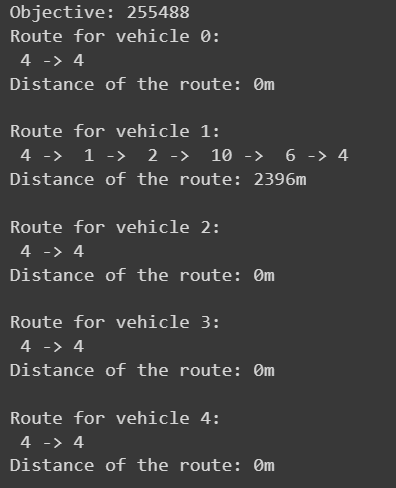 Objective: 255488
Route for vehicle 0:
4 -> 4
Distance of the route: 0m
Route for vehicle 1:
4 -> 1 -> 2 -> 10 -> 6 -> 4
Distance of the route: 2396m
Route for vehicle 2:
4 -> 4
Distance of the route: 0m
Route for vehicle 3:
4 -> 4
Distance of the route: 0m
Route for vehicle 4:
4 -> 4
Distance of the route: 0m